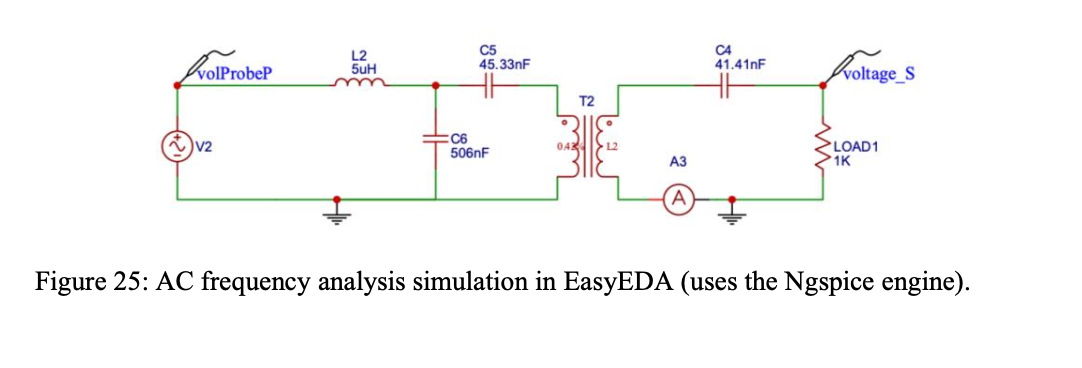 volProbeP
V2
L2
5uH
C5
45.33nF
C6
506nF
T2
L2
A3
A
C4
41.41nF
voltage_S
LOAD1
1K
Figure 25: AC frequency analysis simulation in EasyEDA (uses the Ngspice engine).